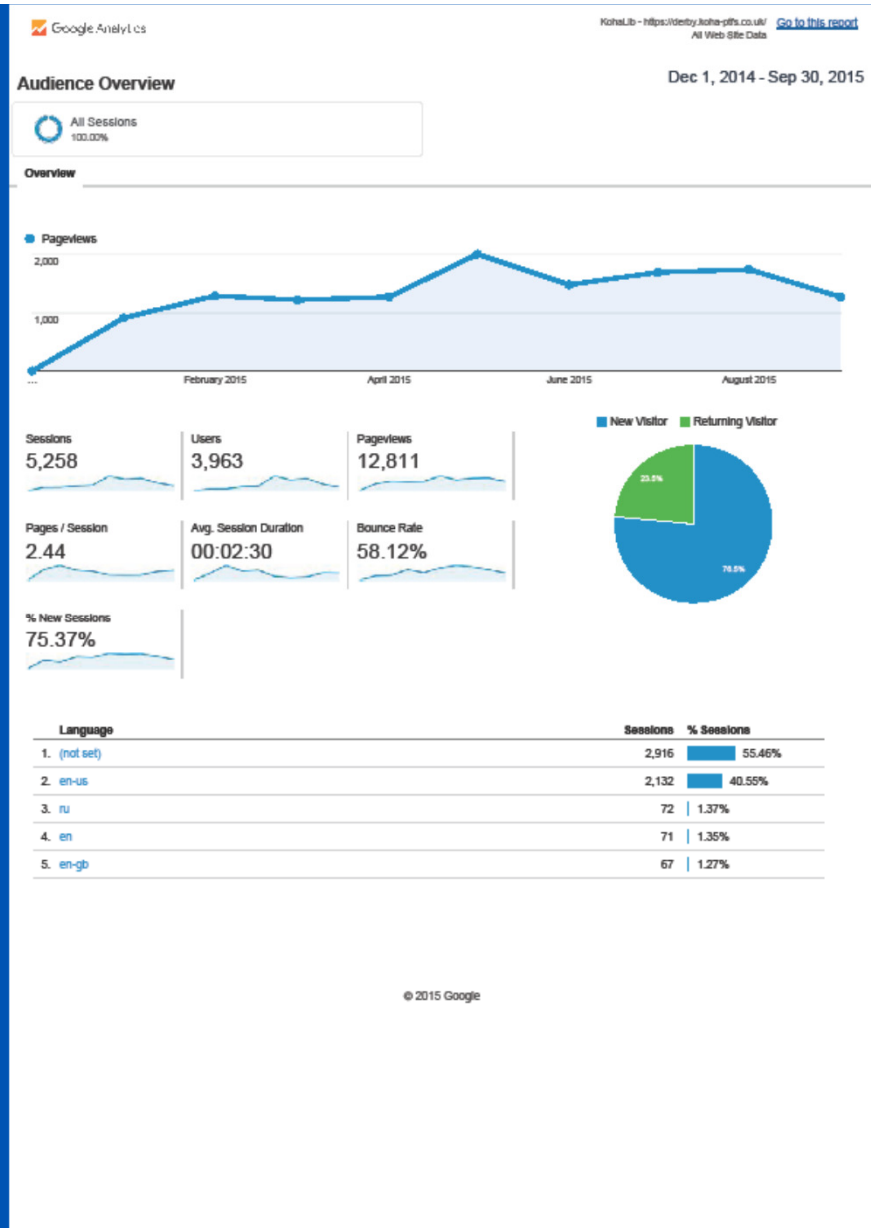 Google Analytics
KohaLib - https://derby.koha-ptfs.co.uk/
All Web Site Data
Go to this report
Audience Overview
Dec 1, 2014 - Sep 30, 2015
All Sessions
100.00%
Overview
Pageviews
2,000
1,000
...
February 2015
April 2015
June 2015
August 2015
Sessions
5,258
Users
3,963
Pageviews
12,811
New Visitor
Returning Visitor
23.5%
76.5%
Pages / Session
2.44
Avg. Session Duration
00:02:30
Bounce Rate
58.12%
% New Sessions
75.37%
Language Sessions % Sessions
1. (not set) 2,916 55.46%
2. en-us 2,132 40.55%
3. ru 72 1.37%
4. en 71 1.35%
5. en-gb 67 1.27%
© 2015 Google